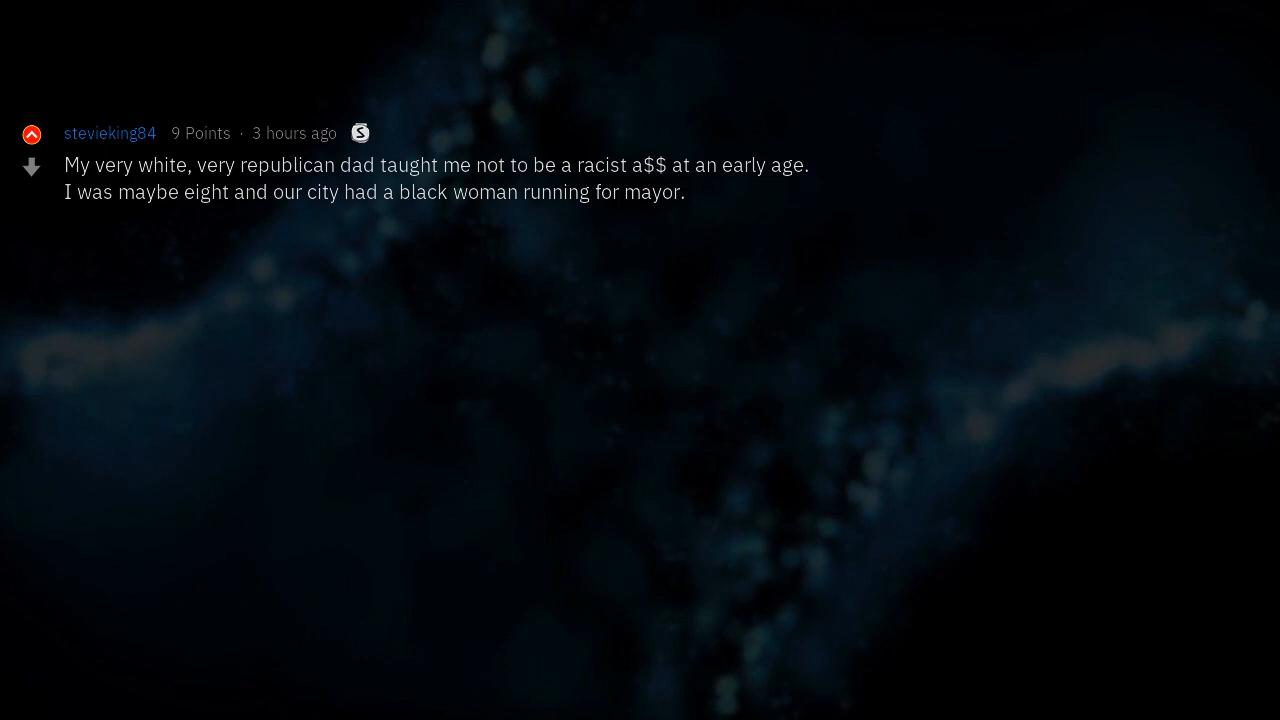 stevieking84 9 Points · 3 hours ago S
My very white, very republican dad taught me not to be a racist a$$ at an early age.
I was maybe eight and our city had a black woman running for mayor.